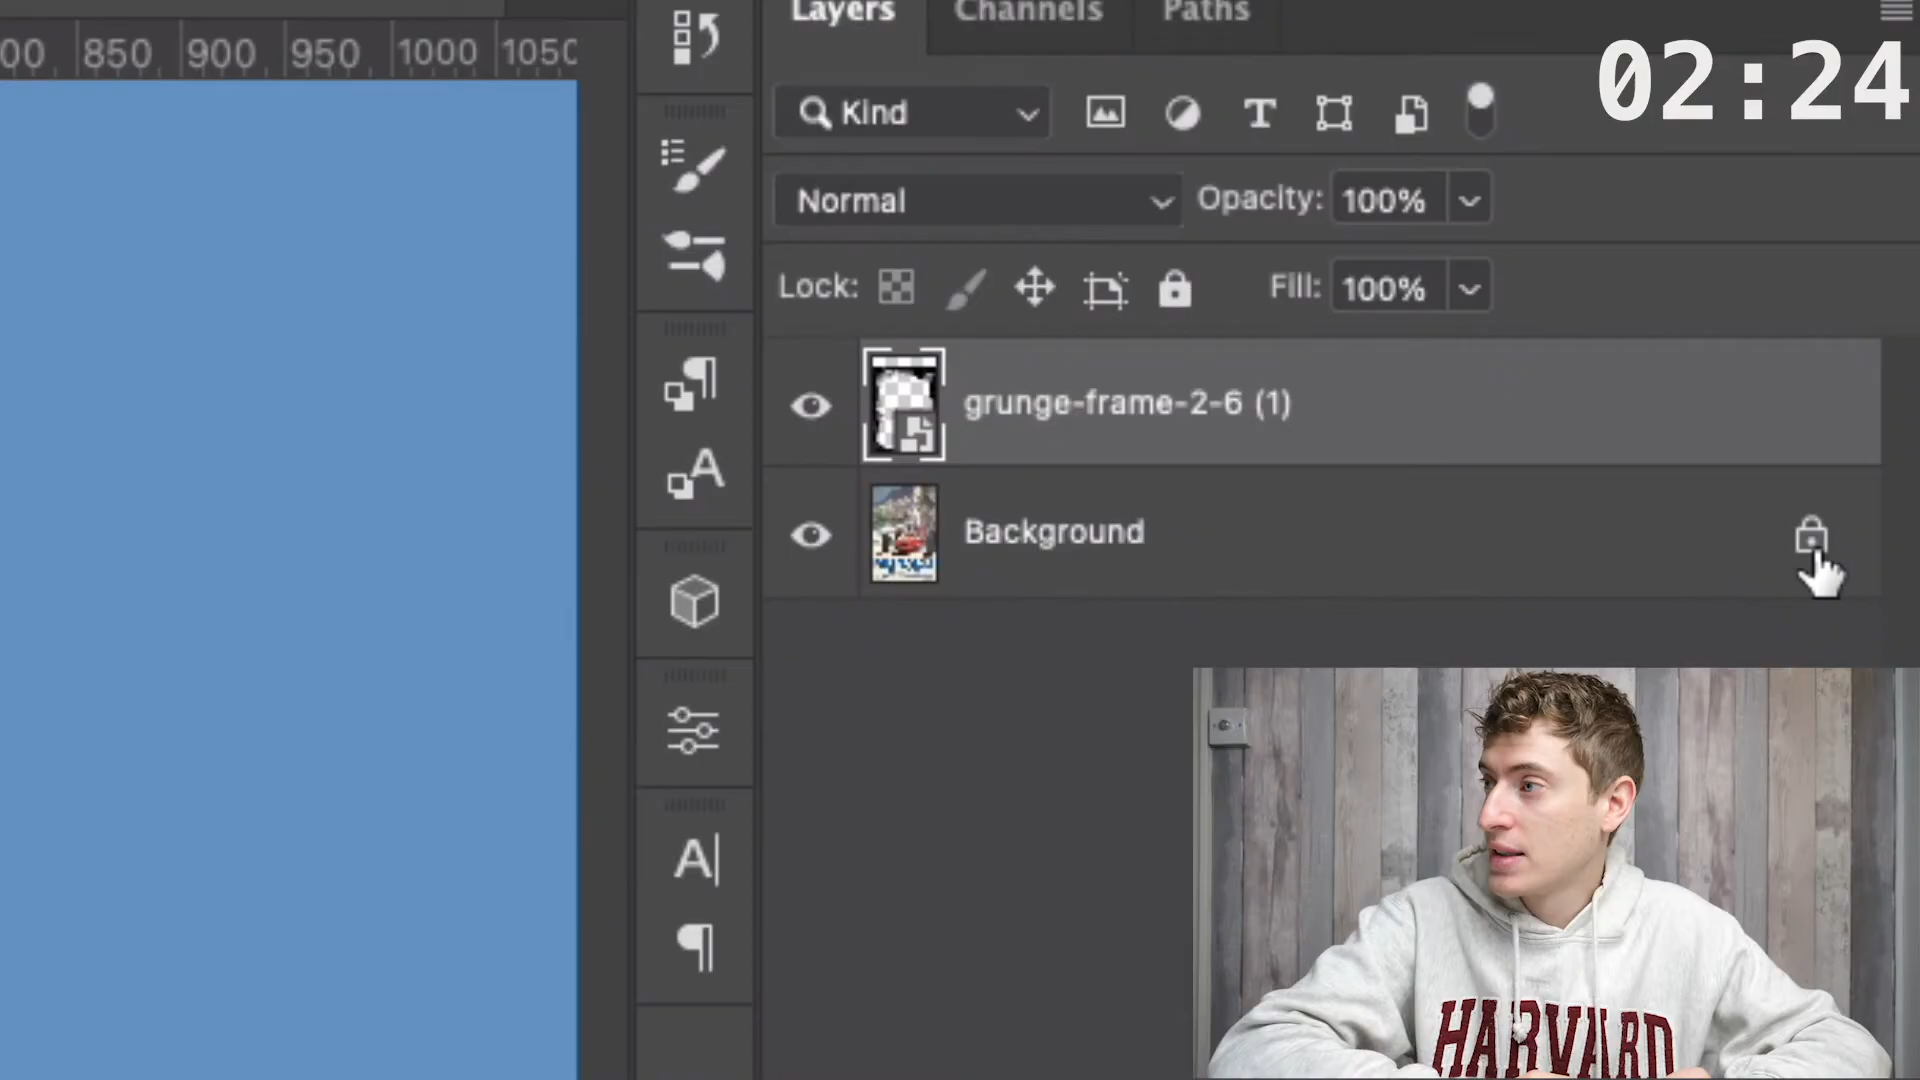 Layers Channels Paths
00 850 900 950 1000 1050
02:24
Kind
Normal Opacity: 100%
Lock: Fill: 100%
grunge-frame-2-6 (1)
Background
HARVARD